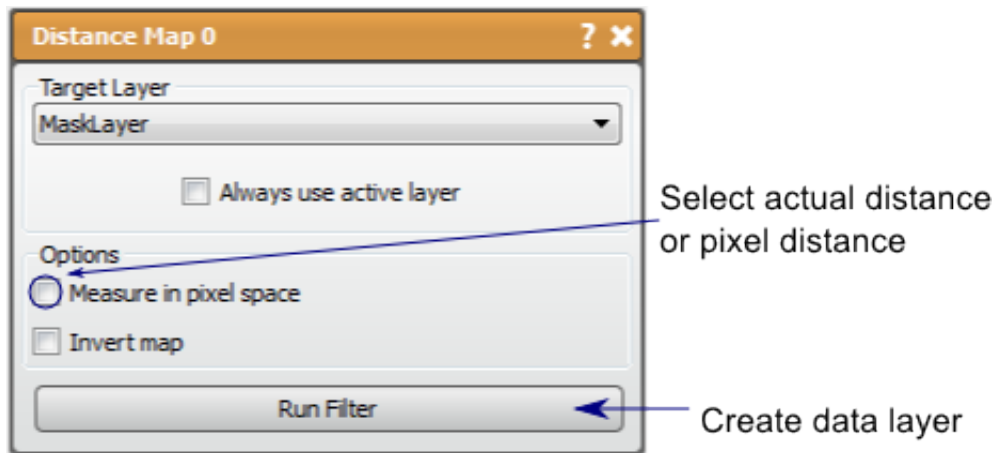 Distance Map 0 ?
Target Layer
MaskLayer
Always use active layer
Select actual distance
or pixel distance
Options
Measure in pixel space
Invert map
Run Filter
Create data layer